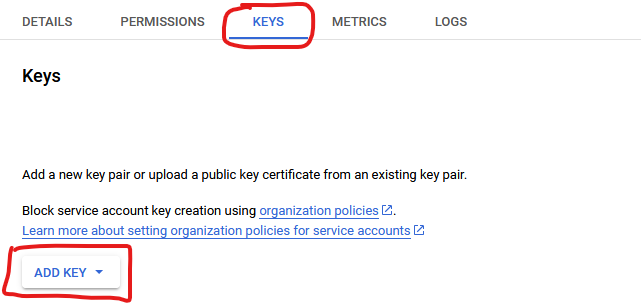 DETAILS PERMISSIONS KEYS METRICS LOGS
Keys
Add a new key pair or upload a public key certificate from an existing key pair.
Block service account key creation using organization policies.
Learn more about setting organization policies for service accounts
ADD KEY